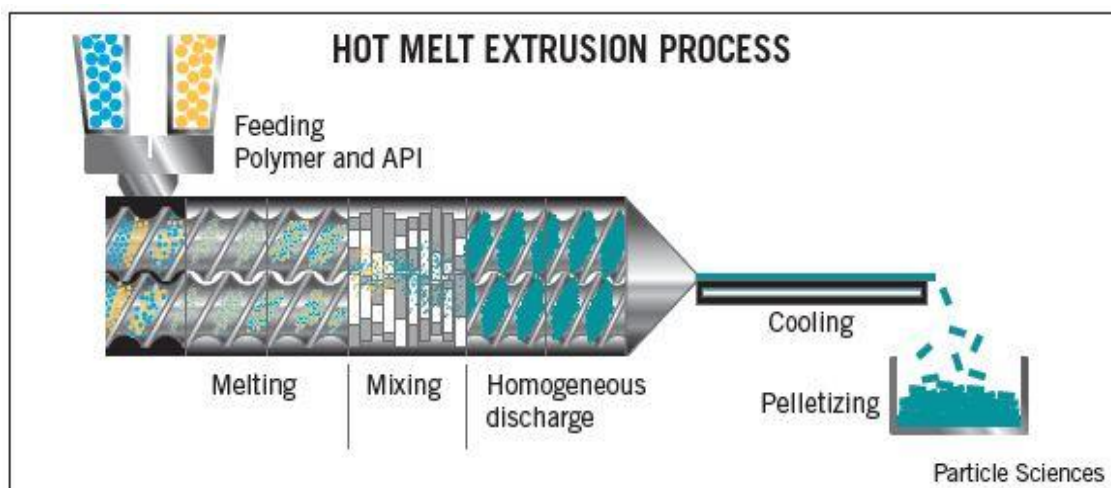 HOT MELT EXTRUSION PROCESS
Feeding
Polymer and API
Cooling
Melting
Mixing
Homogeneous
discharge
Pelletizing
Particle Sciences